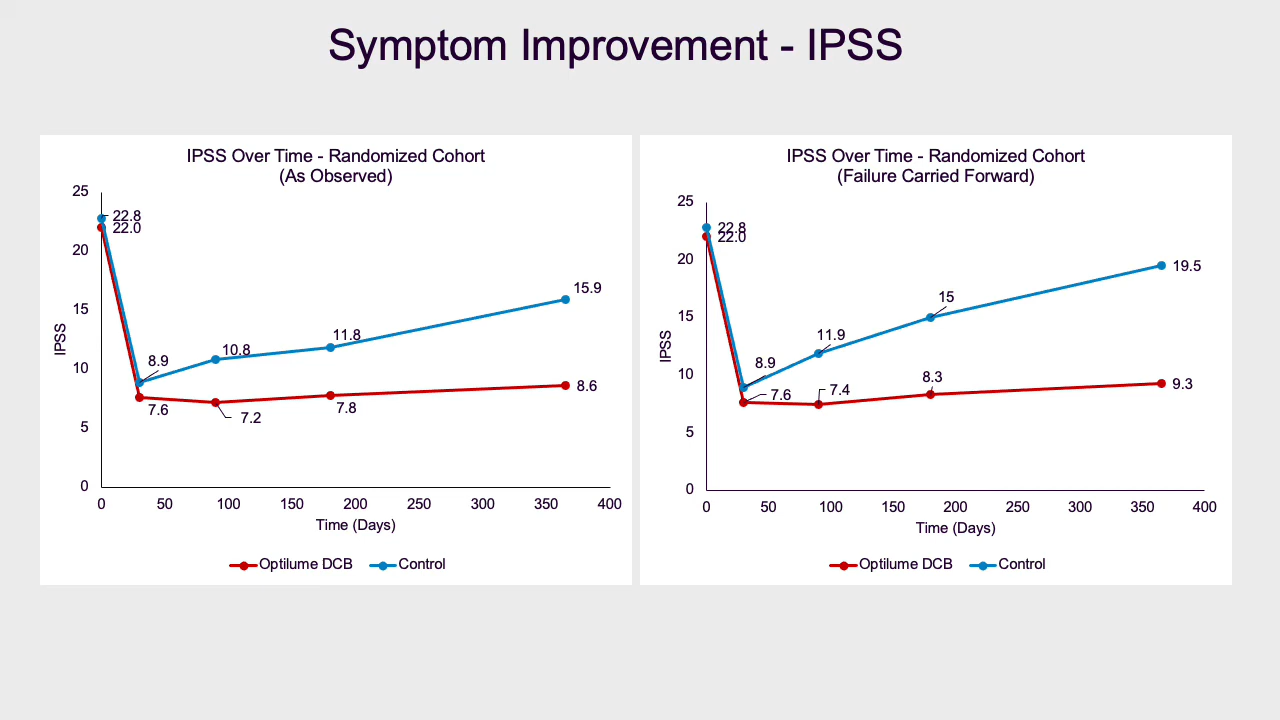 Symptom Improvement - IPSS
IPSS Over Time - Randomized Cohort
(As Observed)
25
20
15
10
5
0
IPSS
22.8
22.0
8.9
7.6
10.8
7.2
11.8
7.8
15.9
8.6
0 50 100 150 200 250 300 350 400
Time (Days)
Optilume DCB Control
IPSS Over Time - Randomized Cohort
(Failure Carried Forward)
25
20
15
10
5
0
IPSS
22.8
22.0
8.9
7.6
11.9
7.4
15
8.3
19.5
9.3
0 50 100 150 200 250 300 350 400
Time (Days)
Optilume DCB Control